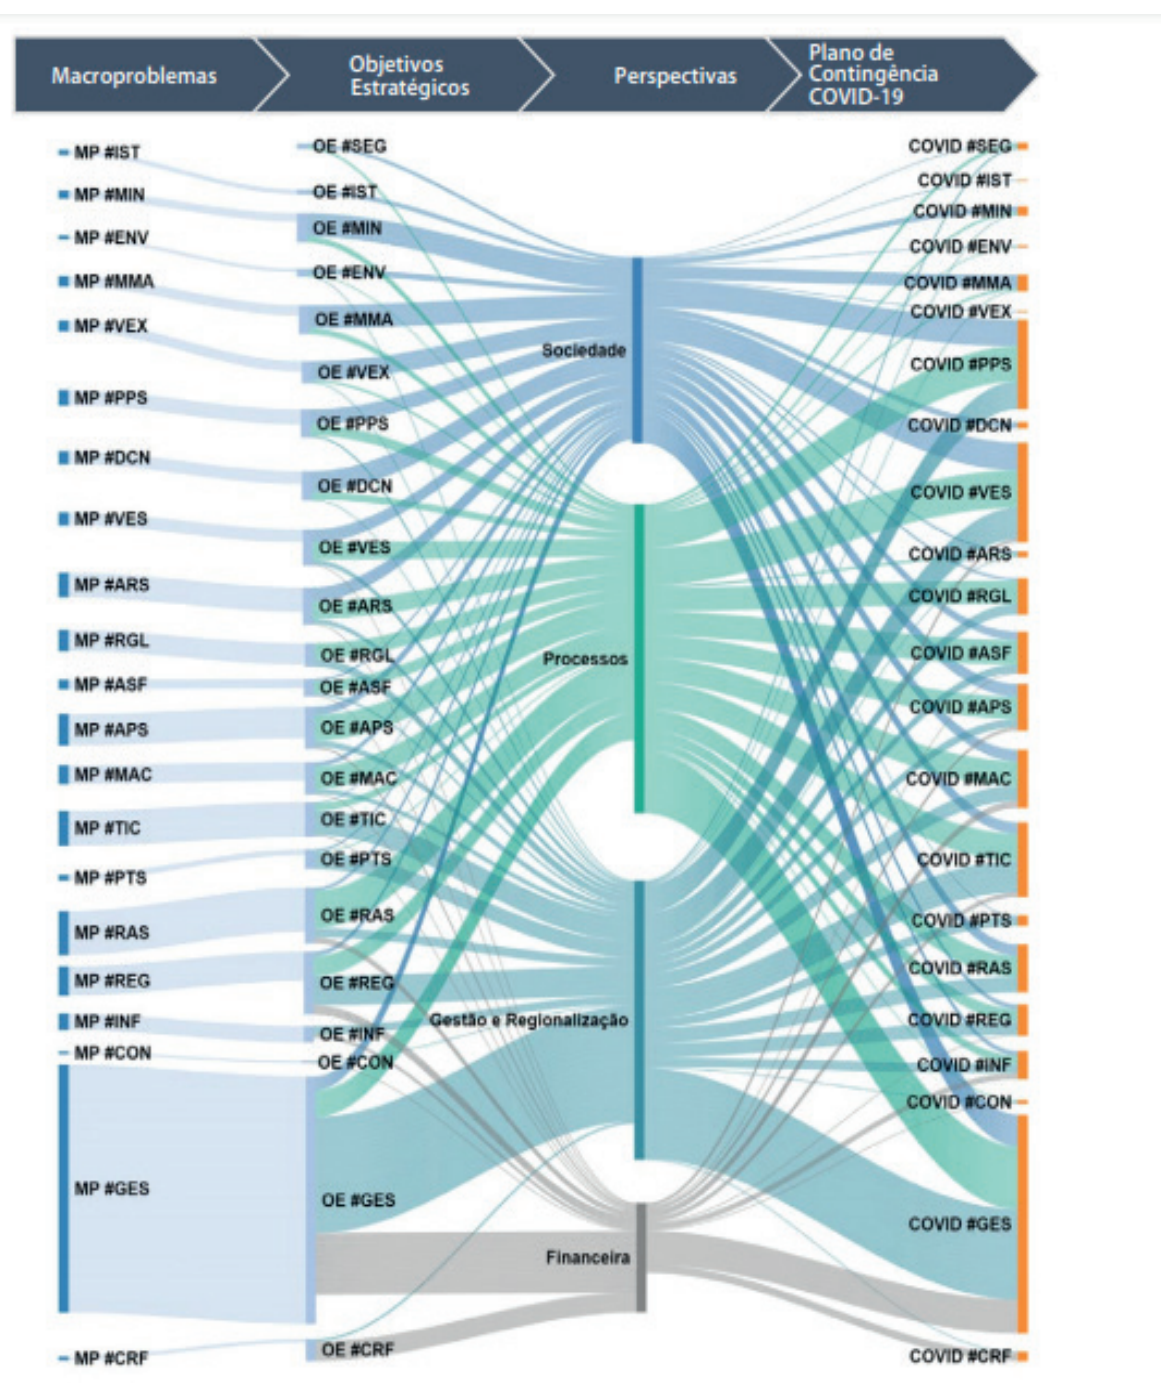 Macroproblemas
Objetivos
Estratégicos
Perspectivas
Plano de
Contingência
COVID-19
MP #IST
MP #MIN
MP #ENV
MP #MMA
MP #VEX
MP #PPS
MP #DCN
MP #VES
MP #ARS
MP #RGL
MP #ASF
MP #APS
MP #MAC
MP #TIC
MP #PTS
MP #RAS
MP #REG
MP #INF
MP #CON
MP #GES
MP #CRF
OE #SEG
OE #IST
OE #MIN
OE #ENV
OE #MMA
OE #VEX
OE #PPS
OE #DCN
OE #VES
OE #ARS
OE #RGL
OE #ASF
OE #APS
OE #MAC
OE #TIC
OE #PTS
OE #RAS
OE #REG
OE #INF
OE #CON
OE #GES
OE #CRF
Sociedade
Processos
Gestão e Regionalização
Financeira
COVID #SEG
COVID #IST
COVID #MIN
COVID #ENV
COVID #MMA
COVID #VEX
COVID #PPS
COVID #DCN
COVID #VES
COVID #ARS
COVID #RGL
COVID #ASF
COVID #APS
COVID #MAC
COVID #TIC
COVID #PTS
COVID #RAS
COVID #REG
COVID #INF
COVID #CON
COVID #GES
COVID #CRF